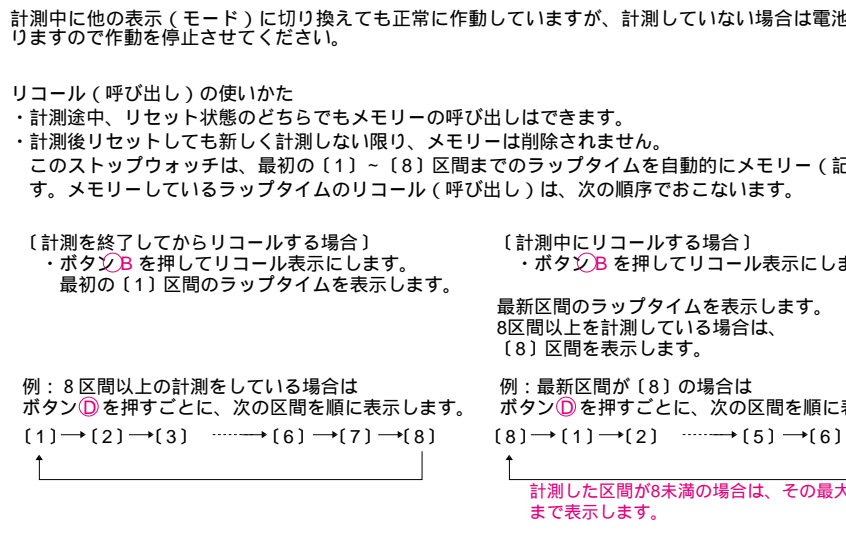 計測中に他の表示(モード)に切り換えても正常に作動していますが、計測していない場合は電池
りますので作動を停止させてください。
リコール(呼び出し)の使いかた
・計測途中、リセット状態のどちらでもメモリーの呼び出しはできます。
・計測後リセットしても新しく計測しない限り、メモリーは削除されません。
このストップウォッチは、最初の〔1〕~〔8〕区間までのラップタイムを自動的にメモリー(記
す。メモリーしているラップタイムのリコール(呼び出し)は、次の順序でおこないます。
〔計測を終了してからリコールする場合〕
・ボタンB を押してリコール表示にします。
最初の〔1〕区間のラップタイムを表示します。
例:8区間以上の計測をしている場合は
ボタンⒹを押すごとに、次の区間を順に表示します。
〔1〕→〔2〕→〔3〕 ┄→〔6〕→〔7〕→〔8〕
〔計測中にリコールする場合〕
・ボタンB を押してリコール表示にしま
最新区間のラップタイムを表示します。
8区間以上を計測している場合は、
〔8〕区間を表示します。
例:最新区間が〔8〕の場合は
ボタンⒹを押すごとに、次の区間を順に表
〔8〕→〔1〕→〔2〕 ┄→〔5〕→〔6〕
計測した区間が8未満の場合は、その最大
まで表示します。